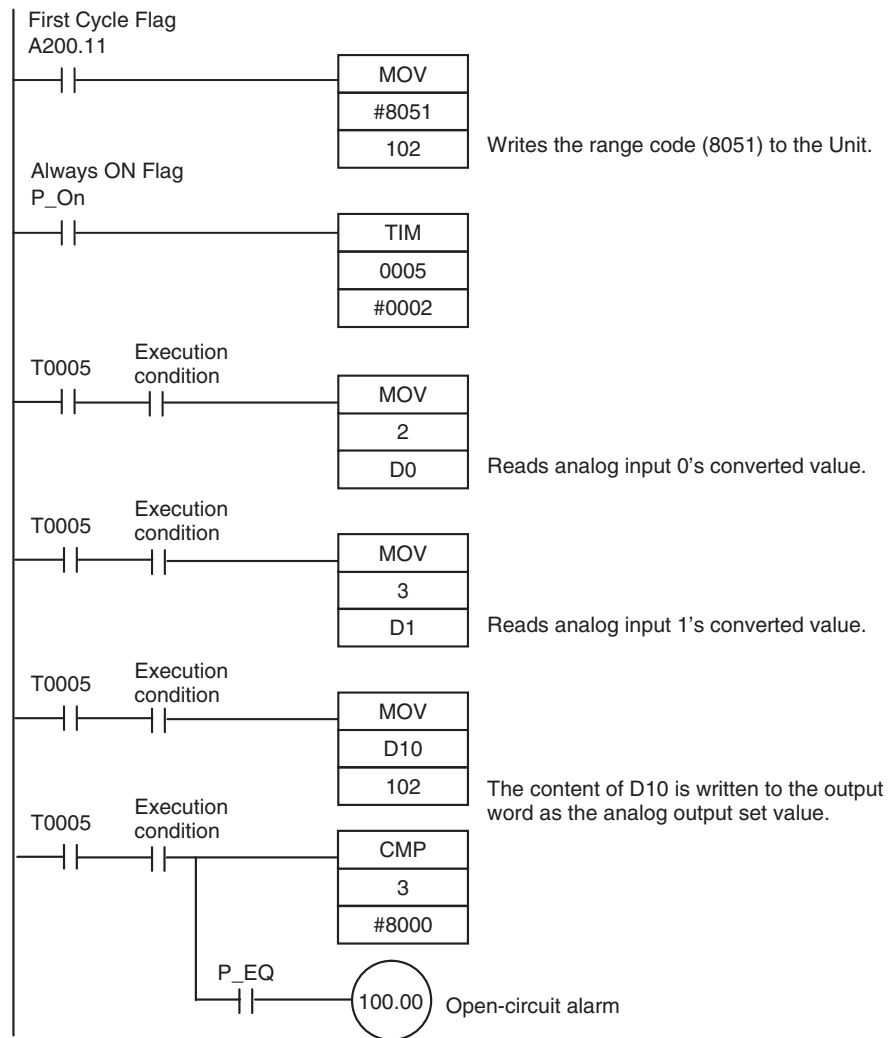 First Cycle Flag
A200.11
MOV
#8051
102
Writes the range code (8051) to the Unit.
Always ON Flag
P_On
TIM
0005
#0002
T0005
Execution
condition
MOV
2
D0
Reads analog input 0's converted value.
T0005
Execution
condition
MOV
3
D1
Reads analog input 1's converted value.
T0005
Execution
condition
MOV
D10
102
The content of D10 is written to the output
word as the analog output set value.
T0005
Execution
condition
CMP
3
#8000
P_EQ
100.00
Open-circuit alarm